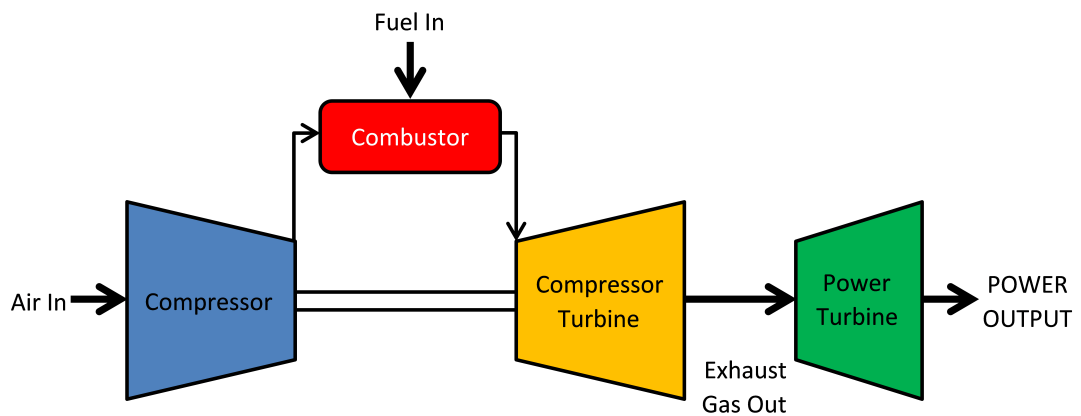 Fuel In
Combustor
Air In
Compressor
Compressor
Turbine
Power
Turbine
POWER
OUTPUT
Exhaust
Gas Out